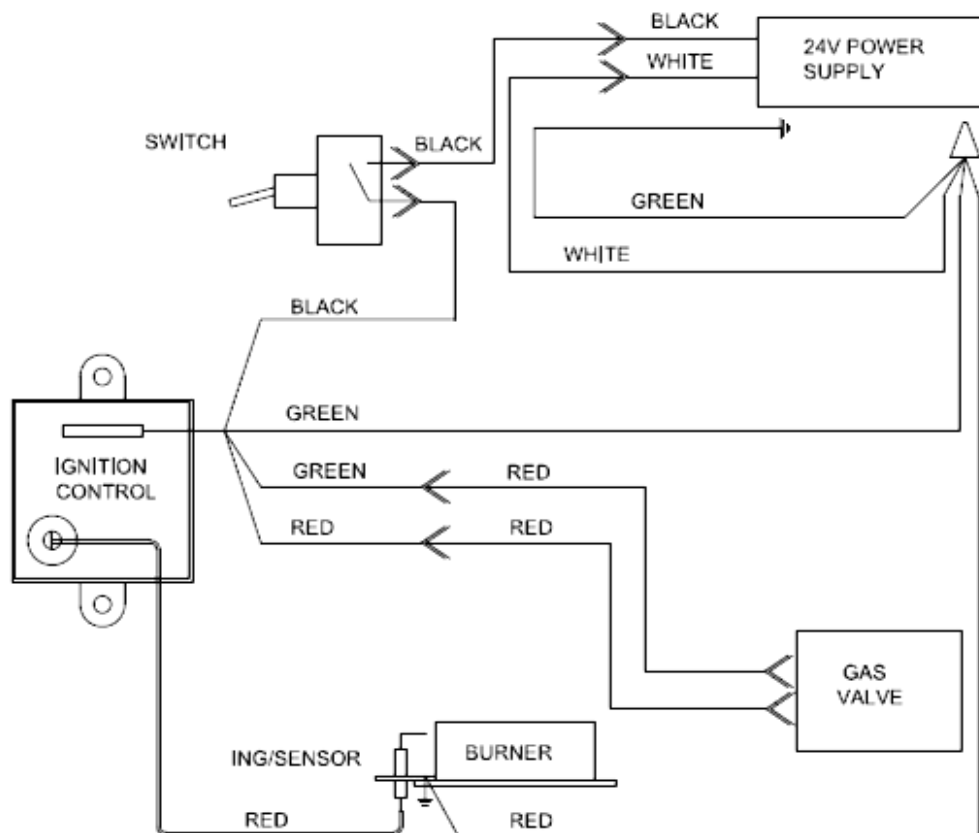 BLACK
24V POWER
SUPPLY
WHITE
SWITCH
BLACK
GREEN
WHITE
BLACK
GREEN
IGNITION
CONTROL
GREEN
RED
RED
RED
GAS
VALVE
ING/SENSOR
BURNER
RED
RED